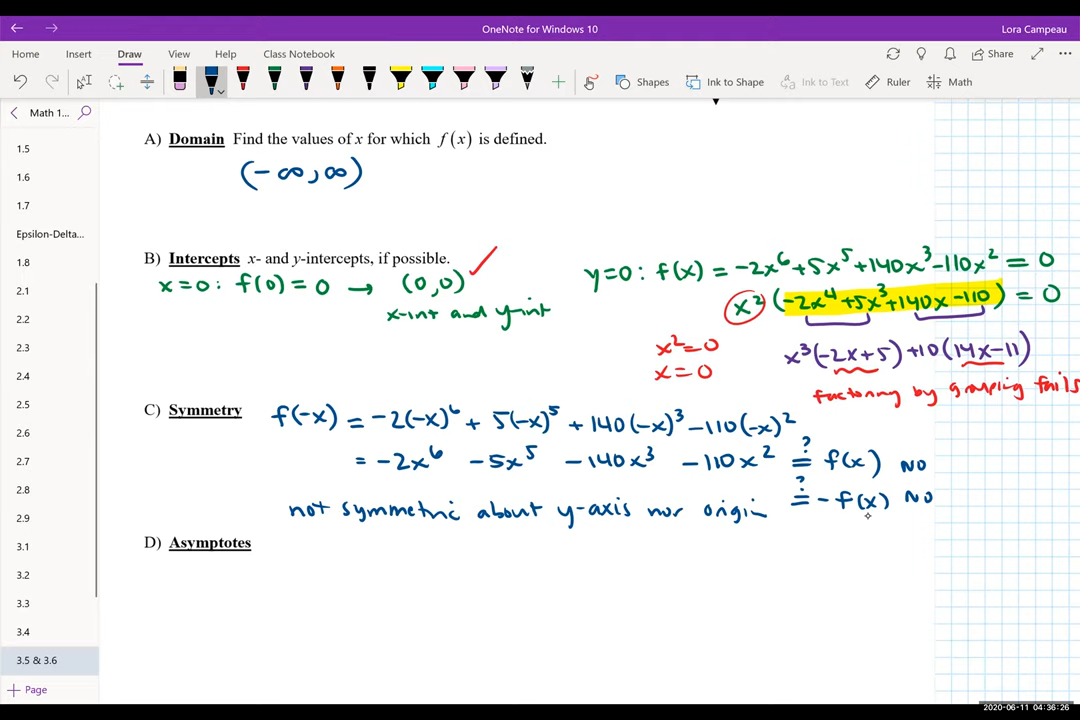 OneNote for Windows 10
Lora Campeau
Home Insert Draw View Help Class Notebook Share
Shapes Ink to Shape Ink to Text Ruler Math
Math 1...
1.5
1.6
1.7
Epsilon-Delta...
1.8
2.1
2.2
2.3
2.4
2.5
2.6
2.7
2.8
2.9
3.1
3.2
3.3
3.4
3.5 & 3.6
Page
A) Domain Find the values of x for which f(x) is defined.
(-∞,∞)
B) Intercepts x- and y-intercepts, if possible.
x=0: f(0)=0 → (0,0) ✓
x-int and y-int
y=0: f(x) = -2x⁶+5x⁵+140x³-110x² = 0
x² (-2x⁴+5x³+140x-110) = 0
x²=0
x=0
x³(-2x+5)+10(14x-11)
factoring by grouping fails
C) Symmetry f(-x) = -2(-x)⁶ + 5(-x)⁵ + 140(-x)³ -110(-x)²
= -2x⁶ -5x⁵ -140x³ -110x² ≟ f(x) NO
not symmetric about y-axis nor origin ≟ -f(x) NO
D) Asymptotes
2020-06-11 04:36:26